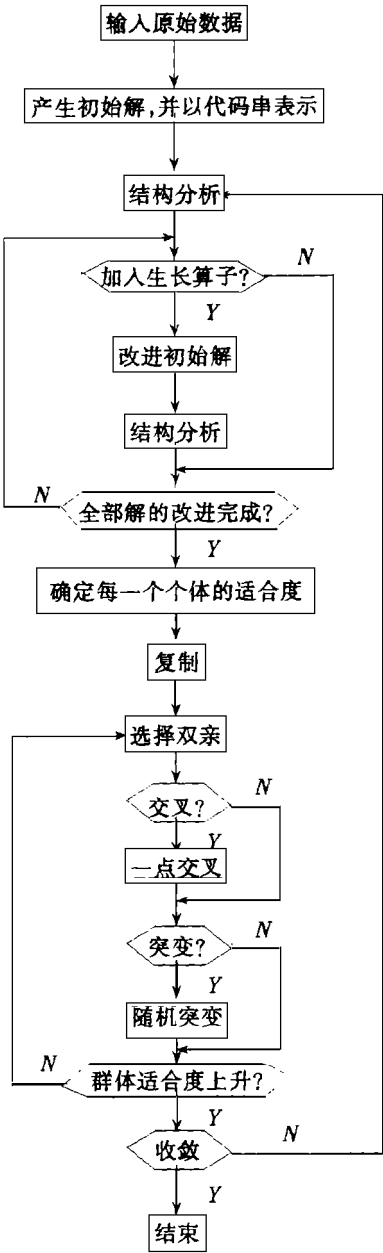 输入原始数据
产生初始解,并以代码串表示
结构分析
加入生长算子?
N
Y
改进初始解
结构分析
N
全部解的改进完成?
Y
确定每一个个体的适合度
复制
选择双亲
交叉?
N
Y
一点交叉
突变?
N
Y
随机突变
N
群体适合度上升?
Y
收敛
N
Y
结束